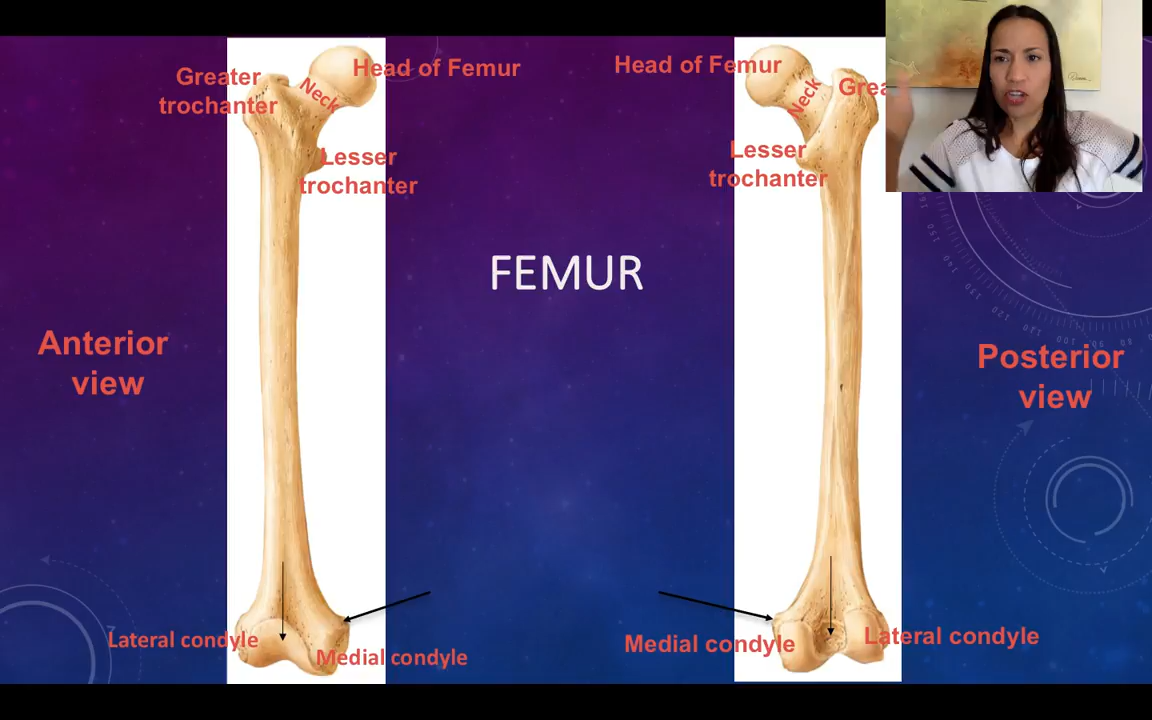 Greater
trochanter
Neck
Head of Femur
Lesser
trochanter
Head of Femur
Neck
Grea
Lesser
trochanter
FEMUR
Anterior
view
Posterior
view
Lateral condyle
Medial condyle
Medial condyle
Lateral condyle